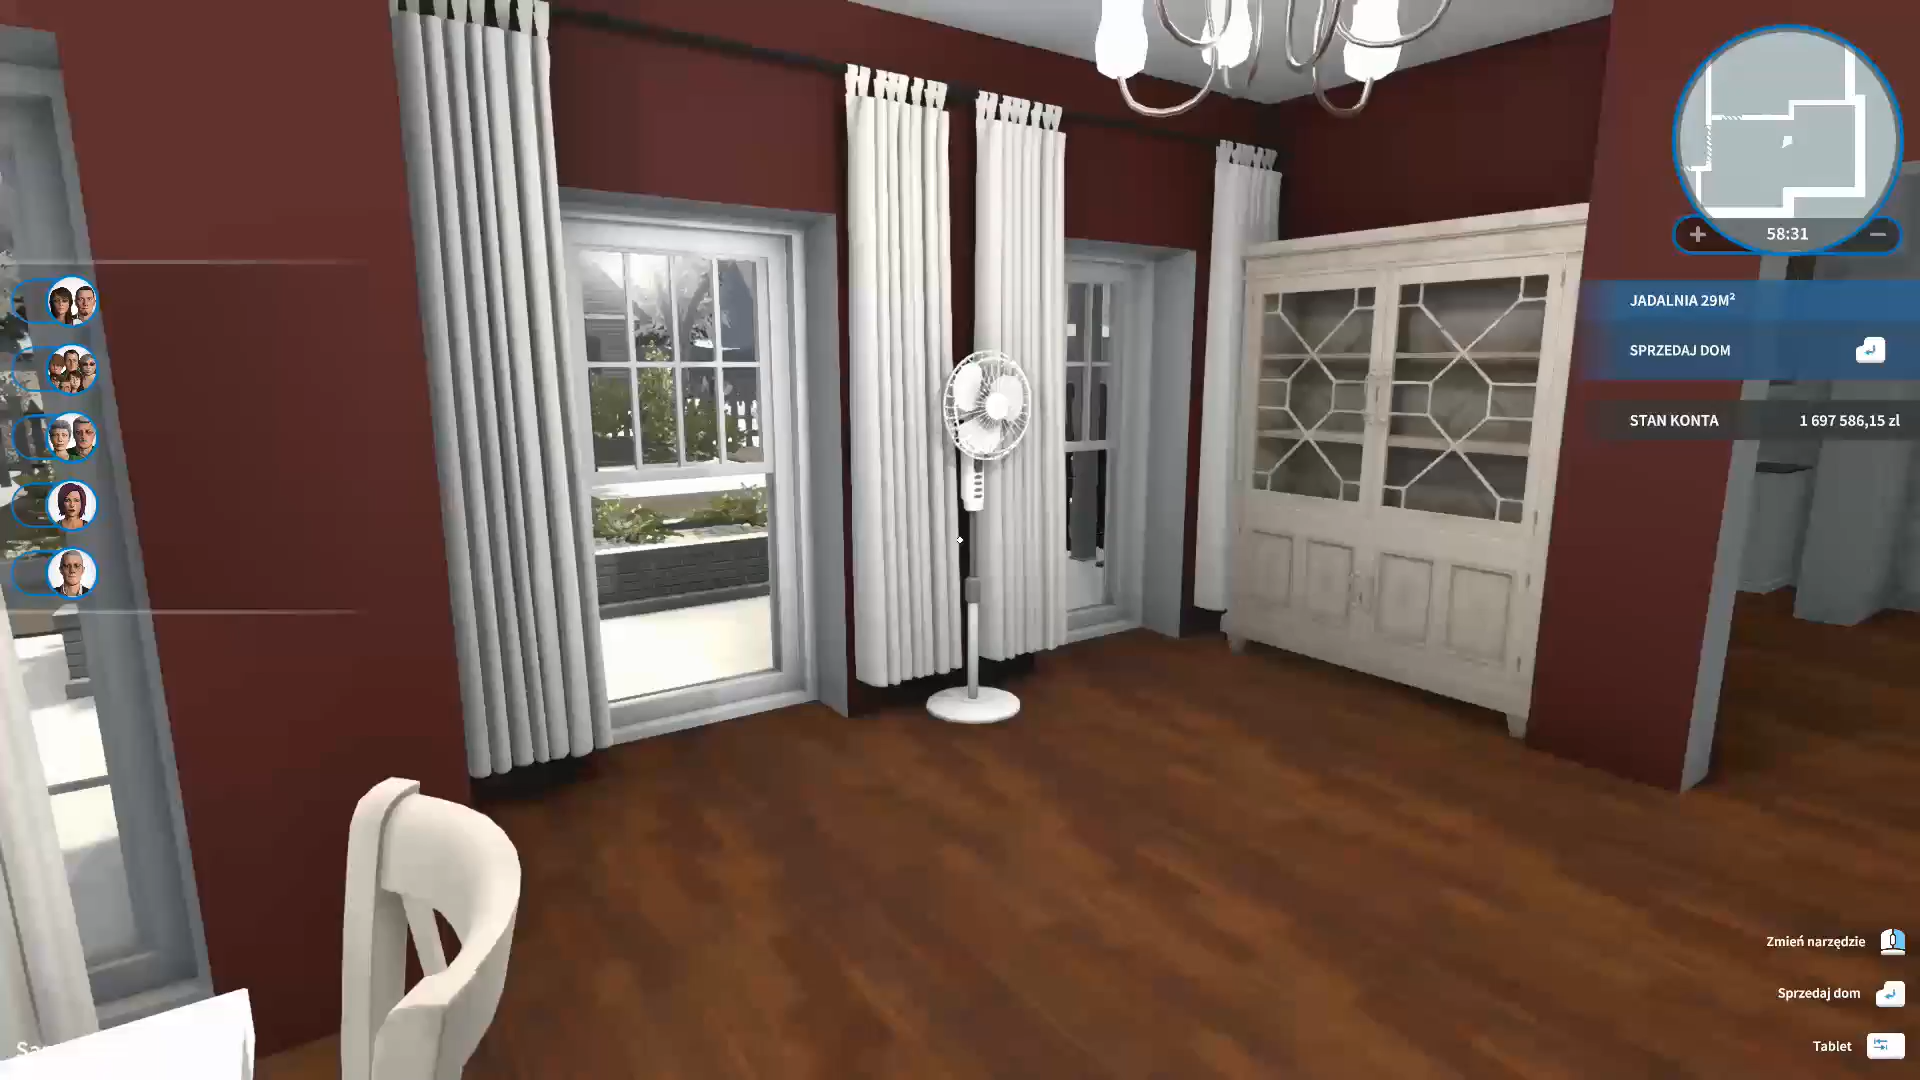 58:31
JADALNIA 29M²
SPRZEDAJ DOM
STAN KONTA 1 697 586,15 zl
Zmień narzędzie
Sprzedaj dom
Tablet